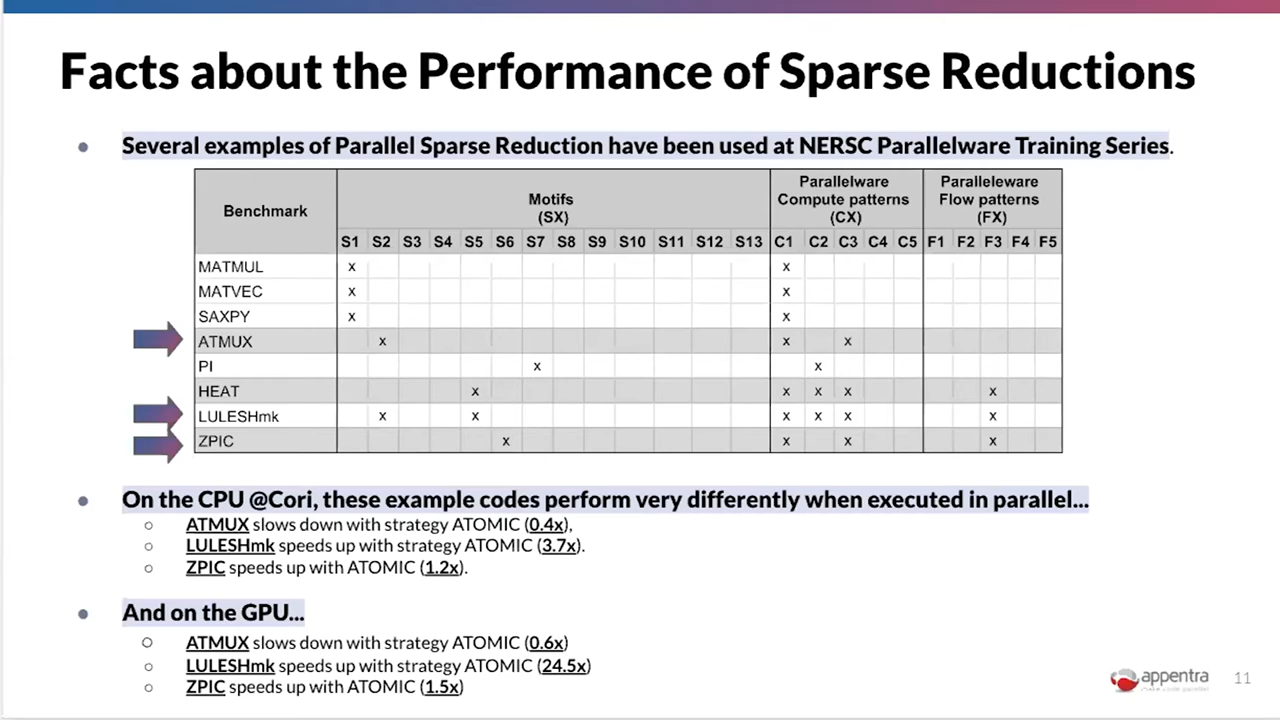 Facts about the Performance of Sparse Reductions
● Several examples of Parallel Sparse Reduction have been used at NERSC Parallelware Training Series.
Benchmark
Motifs
(SX)
Parallelware
Compute patterns
(CX)
Paralleleware
Flow patterns
(FX)
S1 S2 S3 S4 S5 S6 S7 S8 S9 S10 S11 S12 S13 C1 C2 C3 C4 C5 F1 F2 F3 F4 F5
MATMUL x x
MATVEC x x
SAXPY x x
ATMUX x x x
PI x x
HEAT x x x x x
LULESHmk x x x x x x
ZPIC x x x x
● On the CPU @Cori, these example codes perform very differently when executed in parallel...
○ ATMUX slows down with strategy ATOMIC (0.4x),
○ LULESHmk speeds up with strategy ATOMIC (3.7x).
○ ZPIC speeds up with ATOMIC (1.2x).
● And on the GPU...
○ ATMUX slows down with strategy ATOMIC (0.6x)
○ LULESHmk speeds up with strategy ATOMIC (24.5x)
○ ZPIC speeds up with ATOMIC (1.5x)
appentra
make code parallel
11